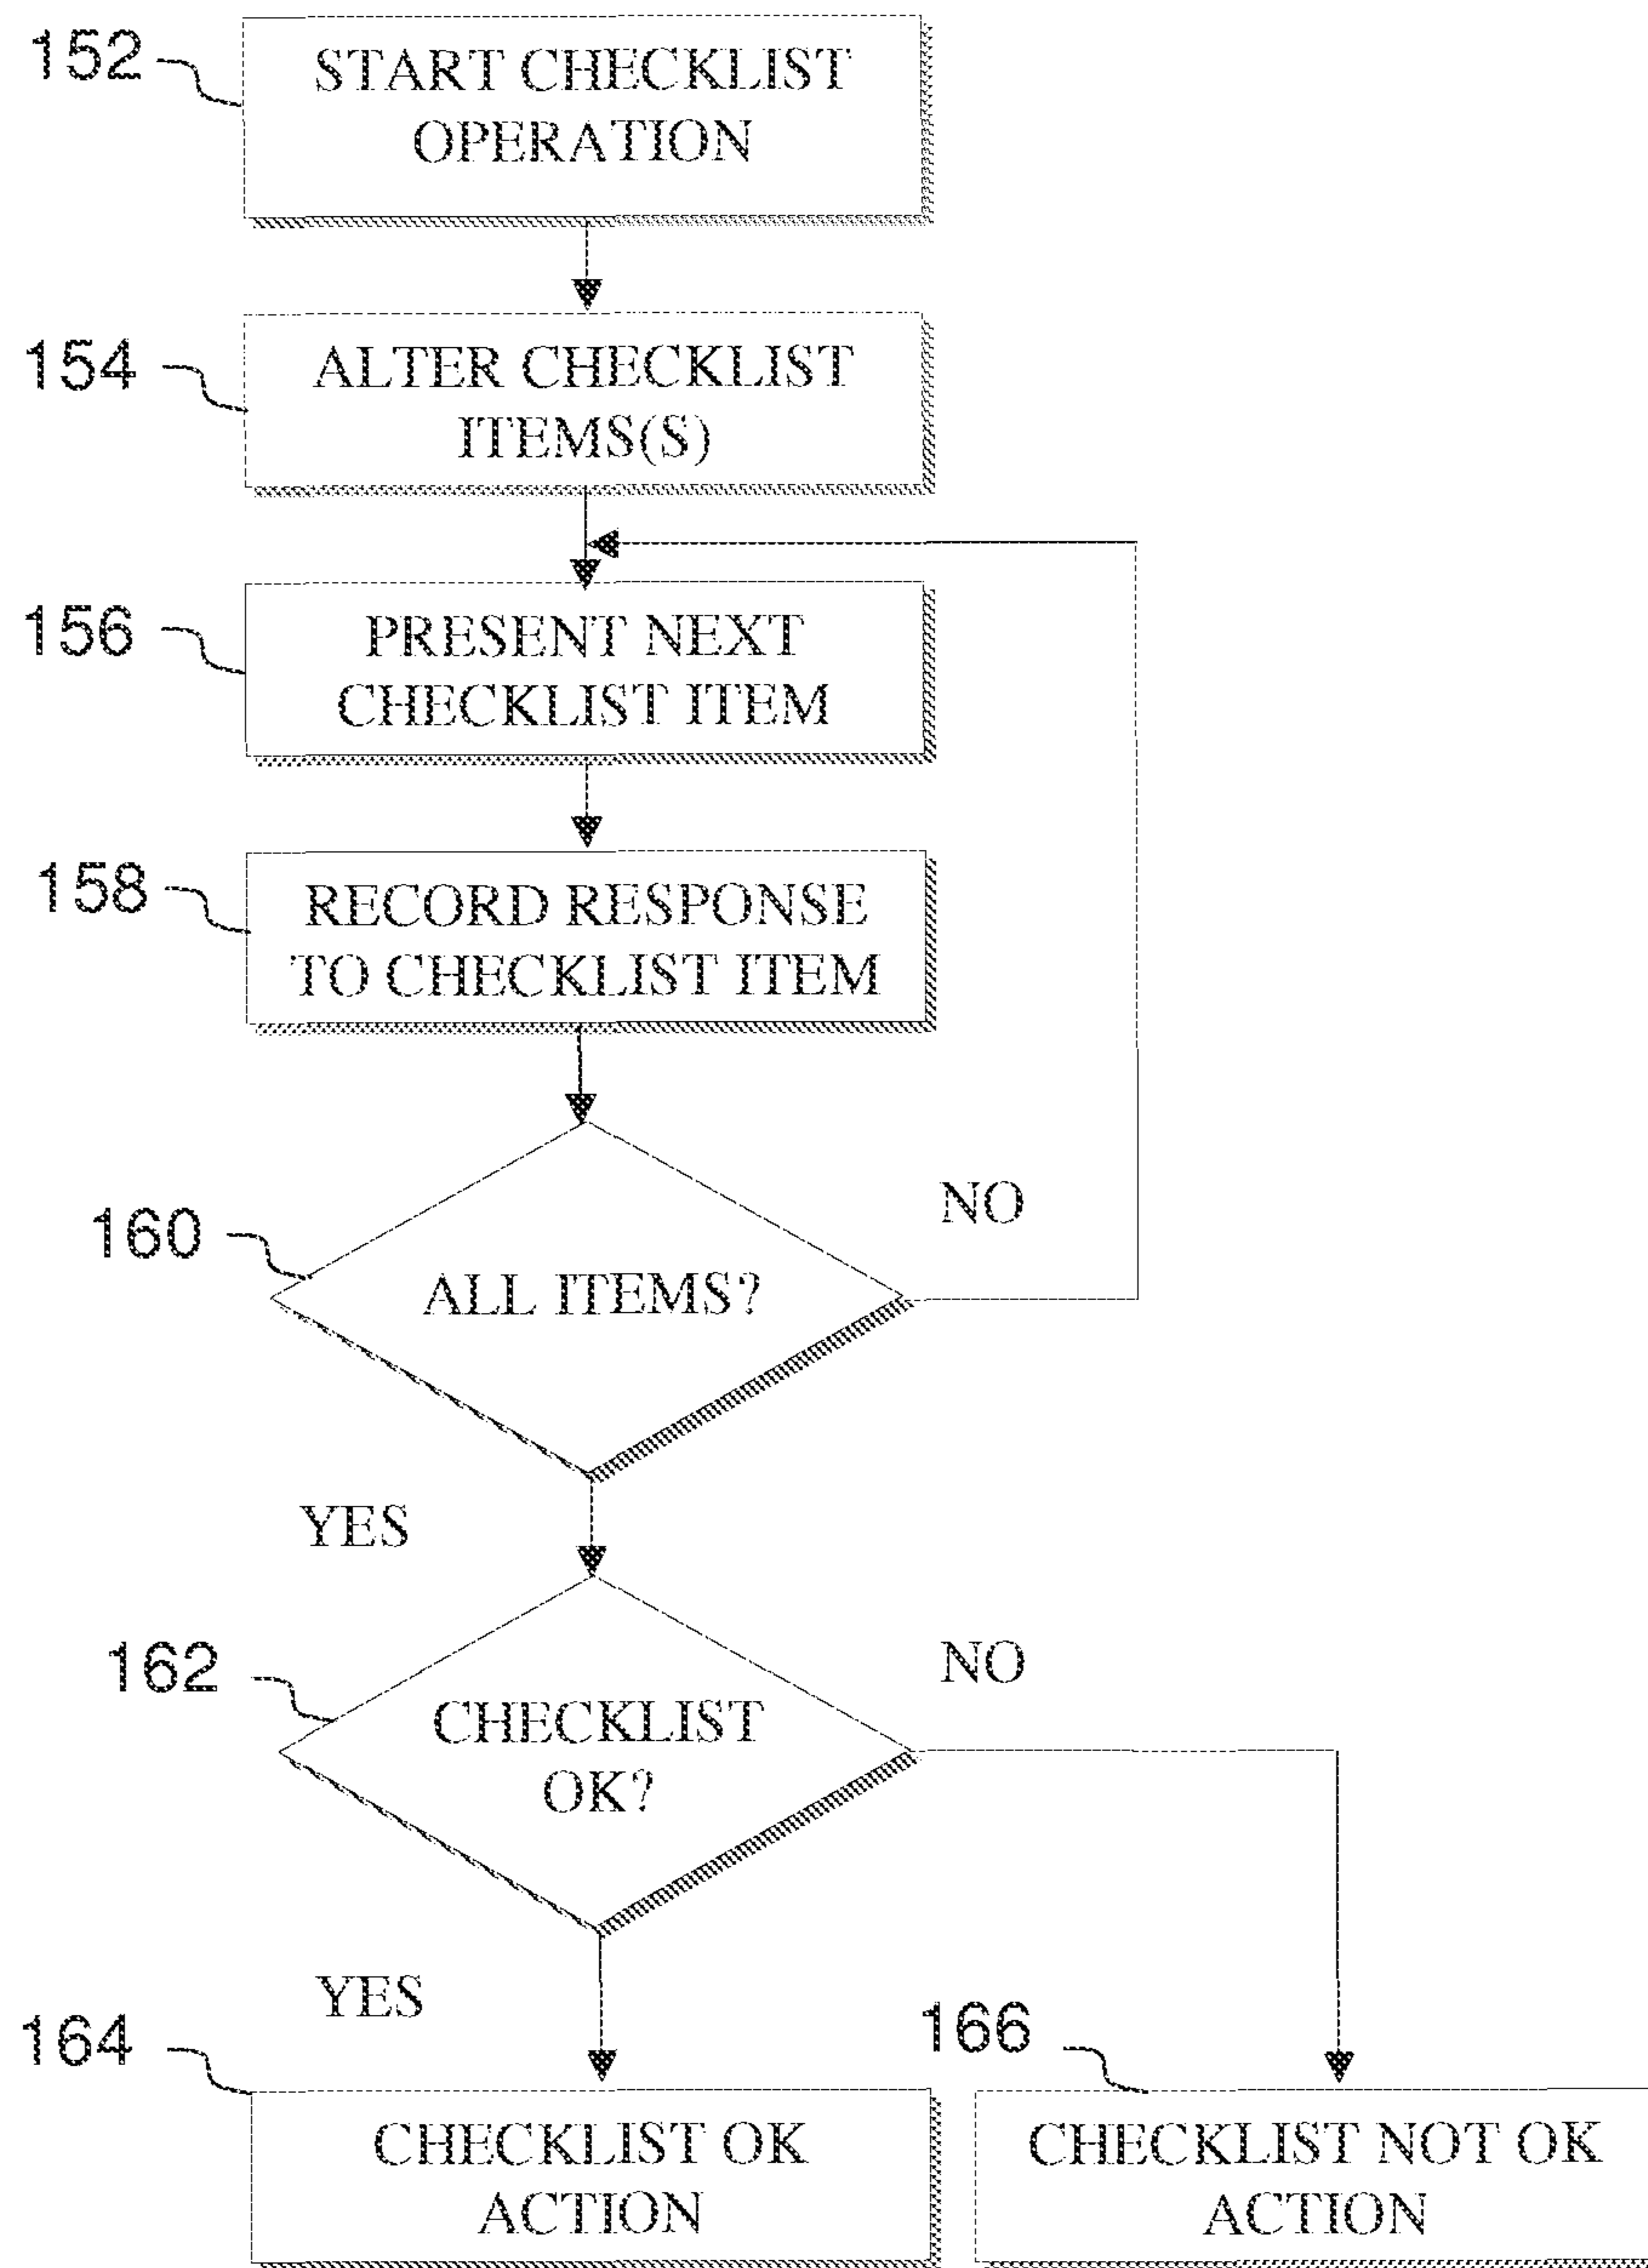 152
START CHECKLIST
OPERATION
154
ALTER CHECKLIST
ITEMS(S)
156
PRESENT NEXT
CHECKLIST ITEM
158
RECORD RESPONSE
TO CHECKLIST ITEM
160
ALL ITEMS?
NO
YES
162
CHECKLIST
OK?
NO
YES
164
CHECKLIST OK
ACTION
166
CHECKLIST NOT OK
ACTION